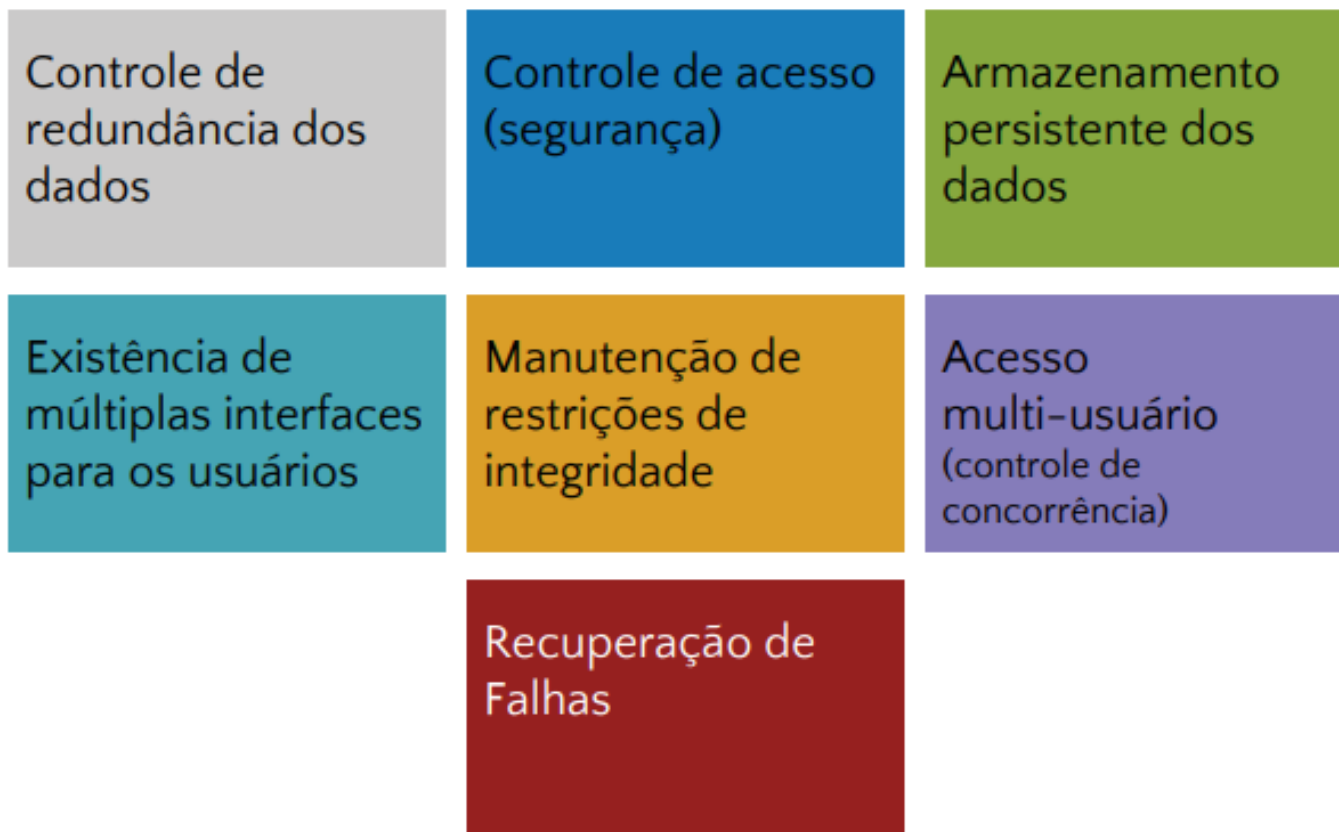 Controle de
redundância dos
dados
Controle de acesso
(segurança)
Armazenamento
persistente dos
dados
Existência de
múltiplas interfaces
para os usuários
Manutenção de
restrições de
integridade
Acesso
multi-usuário
(controle de
concorrência)
Recuperação de
Falhas